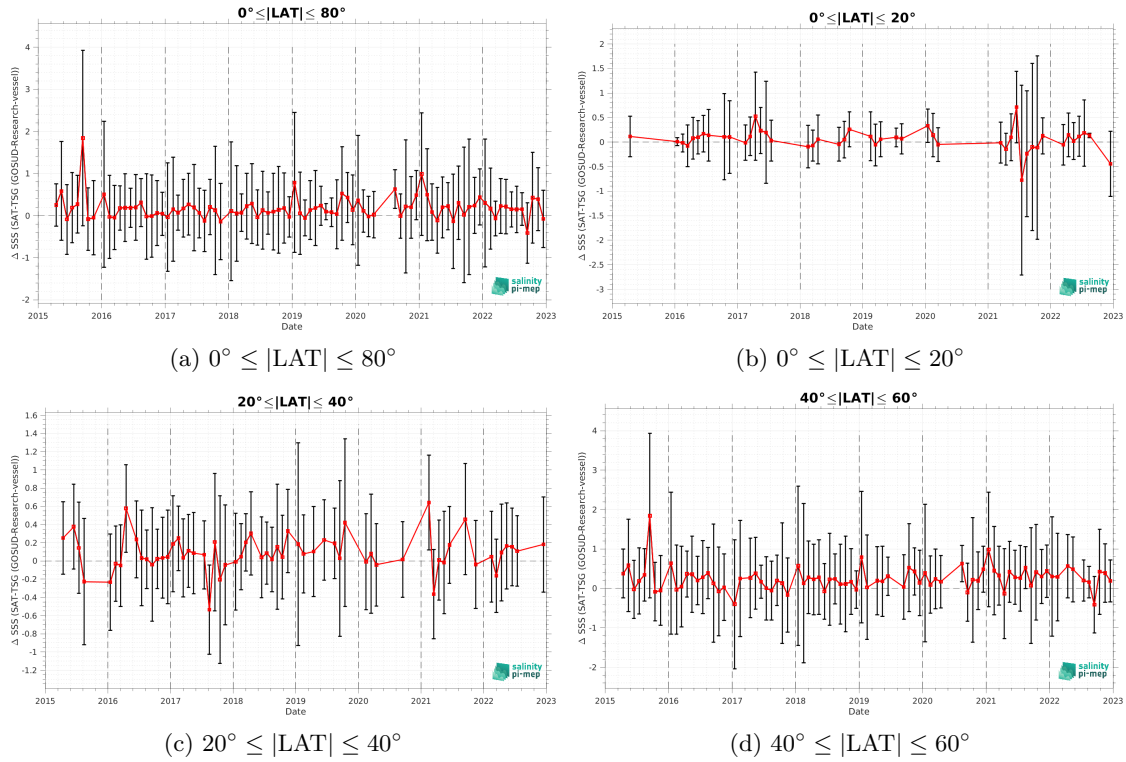 0°≤|LAT|≤ 80°
Δ SSS (SAT-TSG (GOSUD-Research-vessel))
4
3
2
1
0
-1
-2
2015 2016 2017 2018 2019 2020 2021 2022 2023
Date
salinity
pi-mep
(a) 0° ≤ |LAT| ≤ 80°
0°≤|LAT|≤ 20°
Δ SSS (SAT-TSG (GOSUD-Research-vessel))
2
1.5
1
0.5
0
-0.5
-1
-1.5
-2
-2.5
-3
2015 2016 2017 2018 2019 2020 2021 2022 2023
Date
salinity
pi-mep
(b) 0° ≤ |LAT| ≤ 20°
20°≤|LAT|≤ 40°
Δ SSS (SAT-TSG (GOSUD-Research-vessel))
1.6
1.4
1.2
1
0.8
0.6
0.4
0.2
0
-0.2
-0.4
-0.6
-0.8
-1
-1.2
2015 2016 2017 2018 2019 2020 2021 2022 2023
Date
salinity
pi-mep
(c) 20° ≤ |LAT| ≤ 40°
40°≤|LAT|≤ 60°
Δ SSS (SAT-TSG (GOSUD-Research-vessel))
4
3
2
1
0
-1
-2
2015 2016 2017 2018 2019 2020 2021 2022 2023
Date
salinity
pi-mep
(d) 40° ≤ |LAT| ≤ 60°